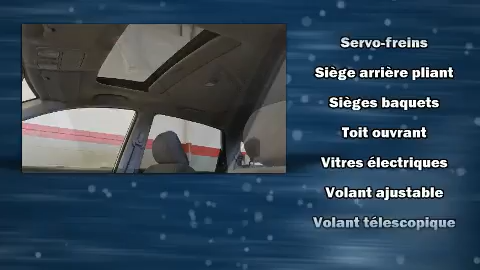 Servo-freins
Siège arrière pliant
Sièges baquets
Toit ouvrant
Vitres électriques
Volant ajustable
Volant télescopique